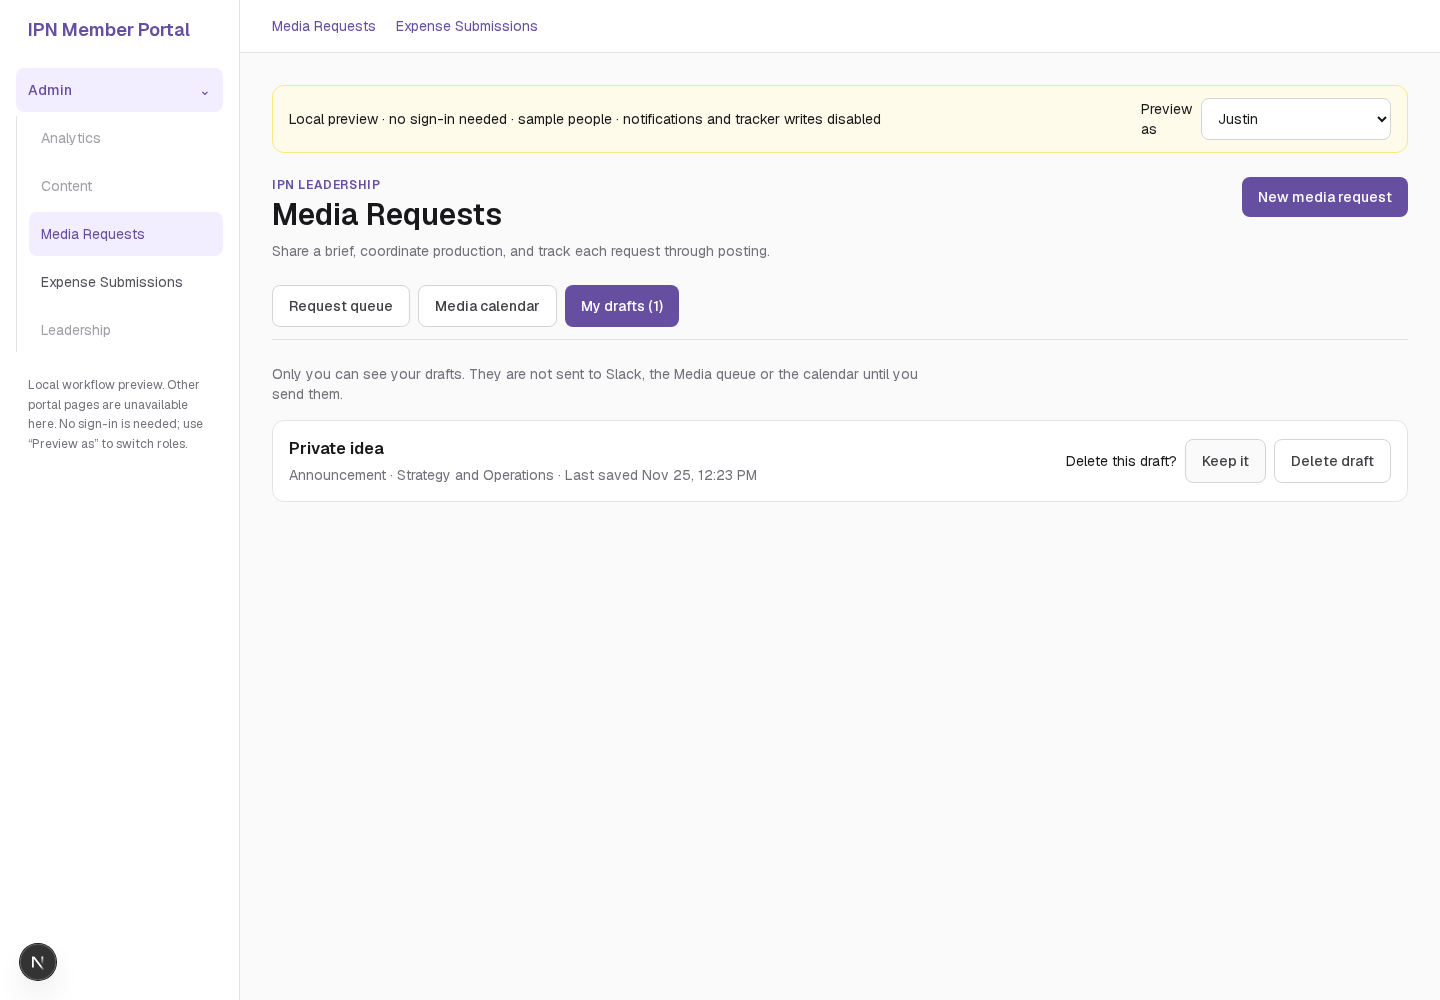 IPN Member Portal
Admin
Analytics
Content
Media Requests
Expense Submissions
Leadership
Local workflow preview. Other
portal pages are unavailable
here. No sign-in is needed; use
“Preview as” to switch roles.
N
Media Requests Expense Submissions
Local preview · no sign-in needed · sample people · notifications and tracker writes disabled
Preview
as
Justin
IPN LEADERSHIP
Media Requests
New media request
Share a brief, coordinate production, and track each request through posting.
Request queue Media calendar My drafts (1)
Only you can see your drafts. They are not sent to Slack, the Media queue or the calendar until you
send them.
Private idea
Announcement · Strategy and Operations · Last saved Nov 25, 12:23 PM
Delete this draft? Keep it Delete draft